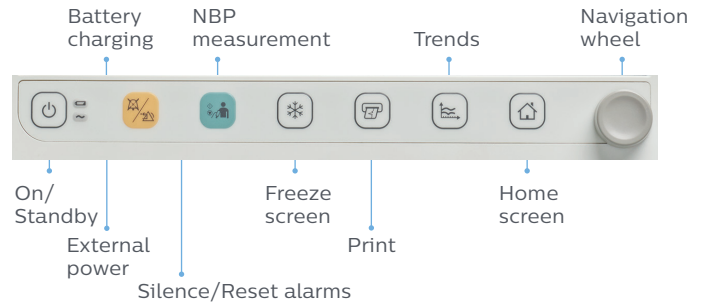 Battery
charging
NBP
measurement
Trends
Navigation
wheel
On/
Standby
External
power
Silence/Reset alarms
Freeze
screen
Print
Home
screen